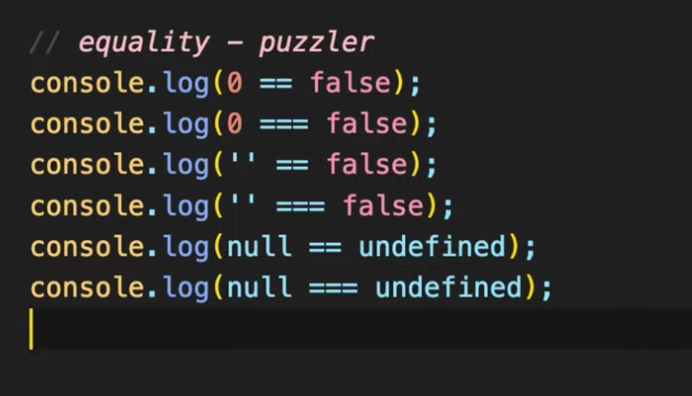 // equality - puzzler
console.log(0 == false);
console.log(0 === false);
console.log('' == false);
console.log('' === false);
console.log(null == undefined);
console.log(null === undefined);